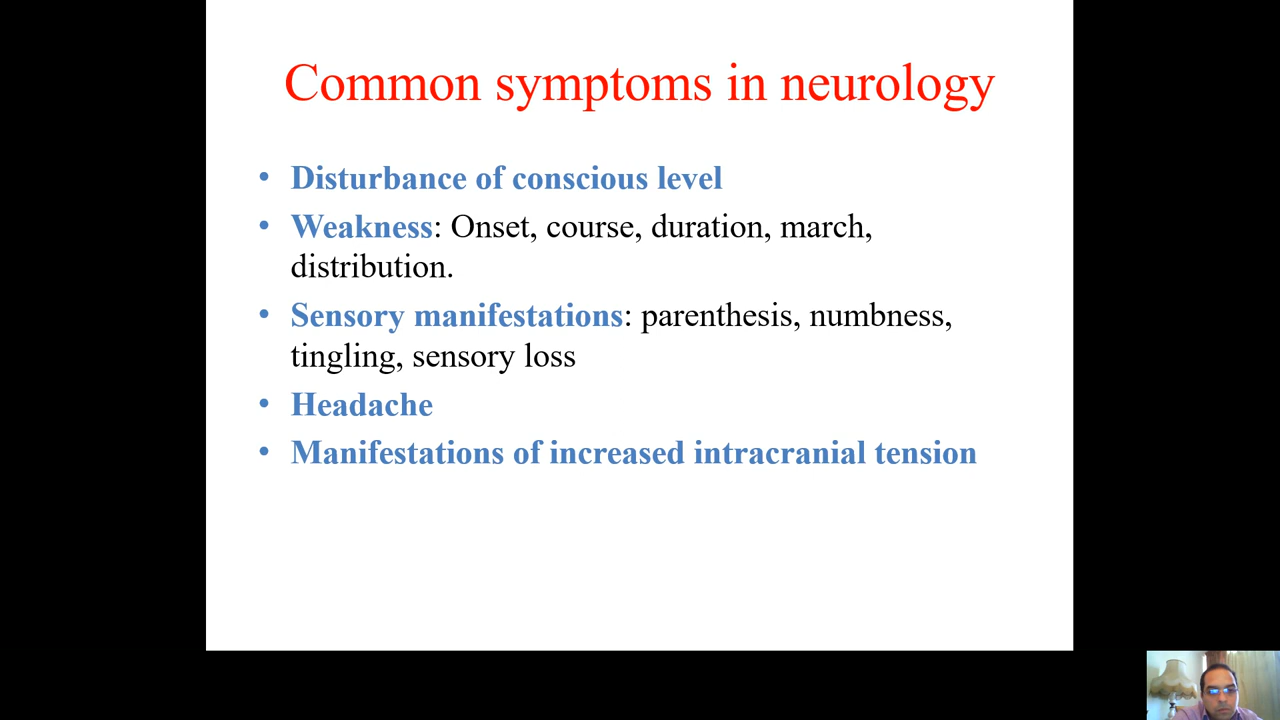 Common symptoms in neurology
• Disturbance of conscious level
• Weakness: Onset, course, duration, march,
distribution.
• Sensory manifestations: parenthesis, numbness,
tingling, sensory loss
• Headache
• Manifestations of increased intracranial tension